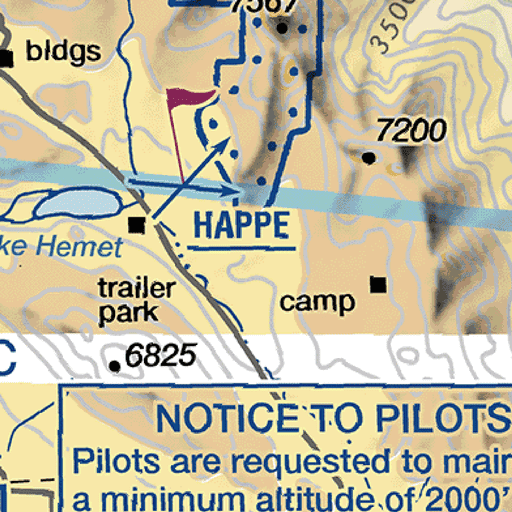 7567
bldgs
3500
7200
HAPPE
ke Hemet
trailer
park
camp
C
6825
NOTICE TO PILOTS
Pilots are requested to main
a minimum altitude of 2000'